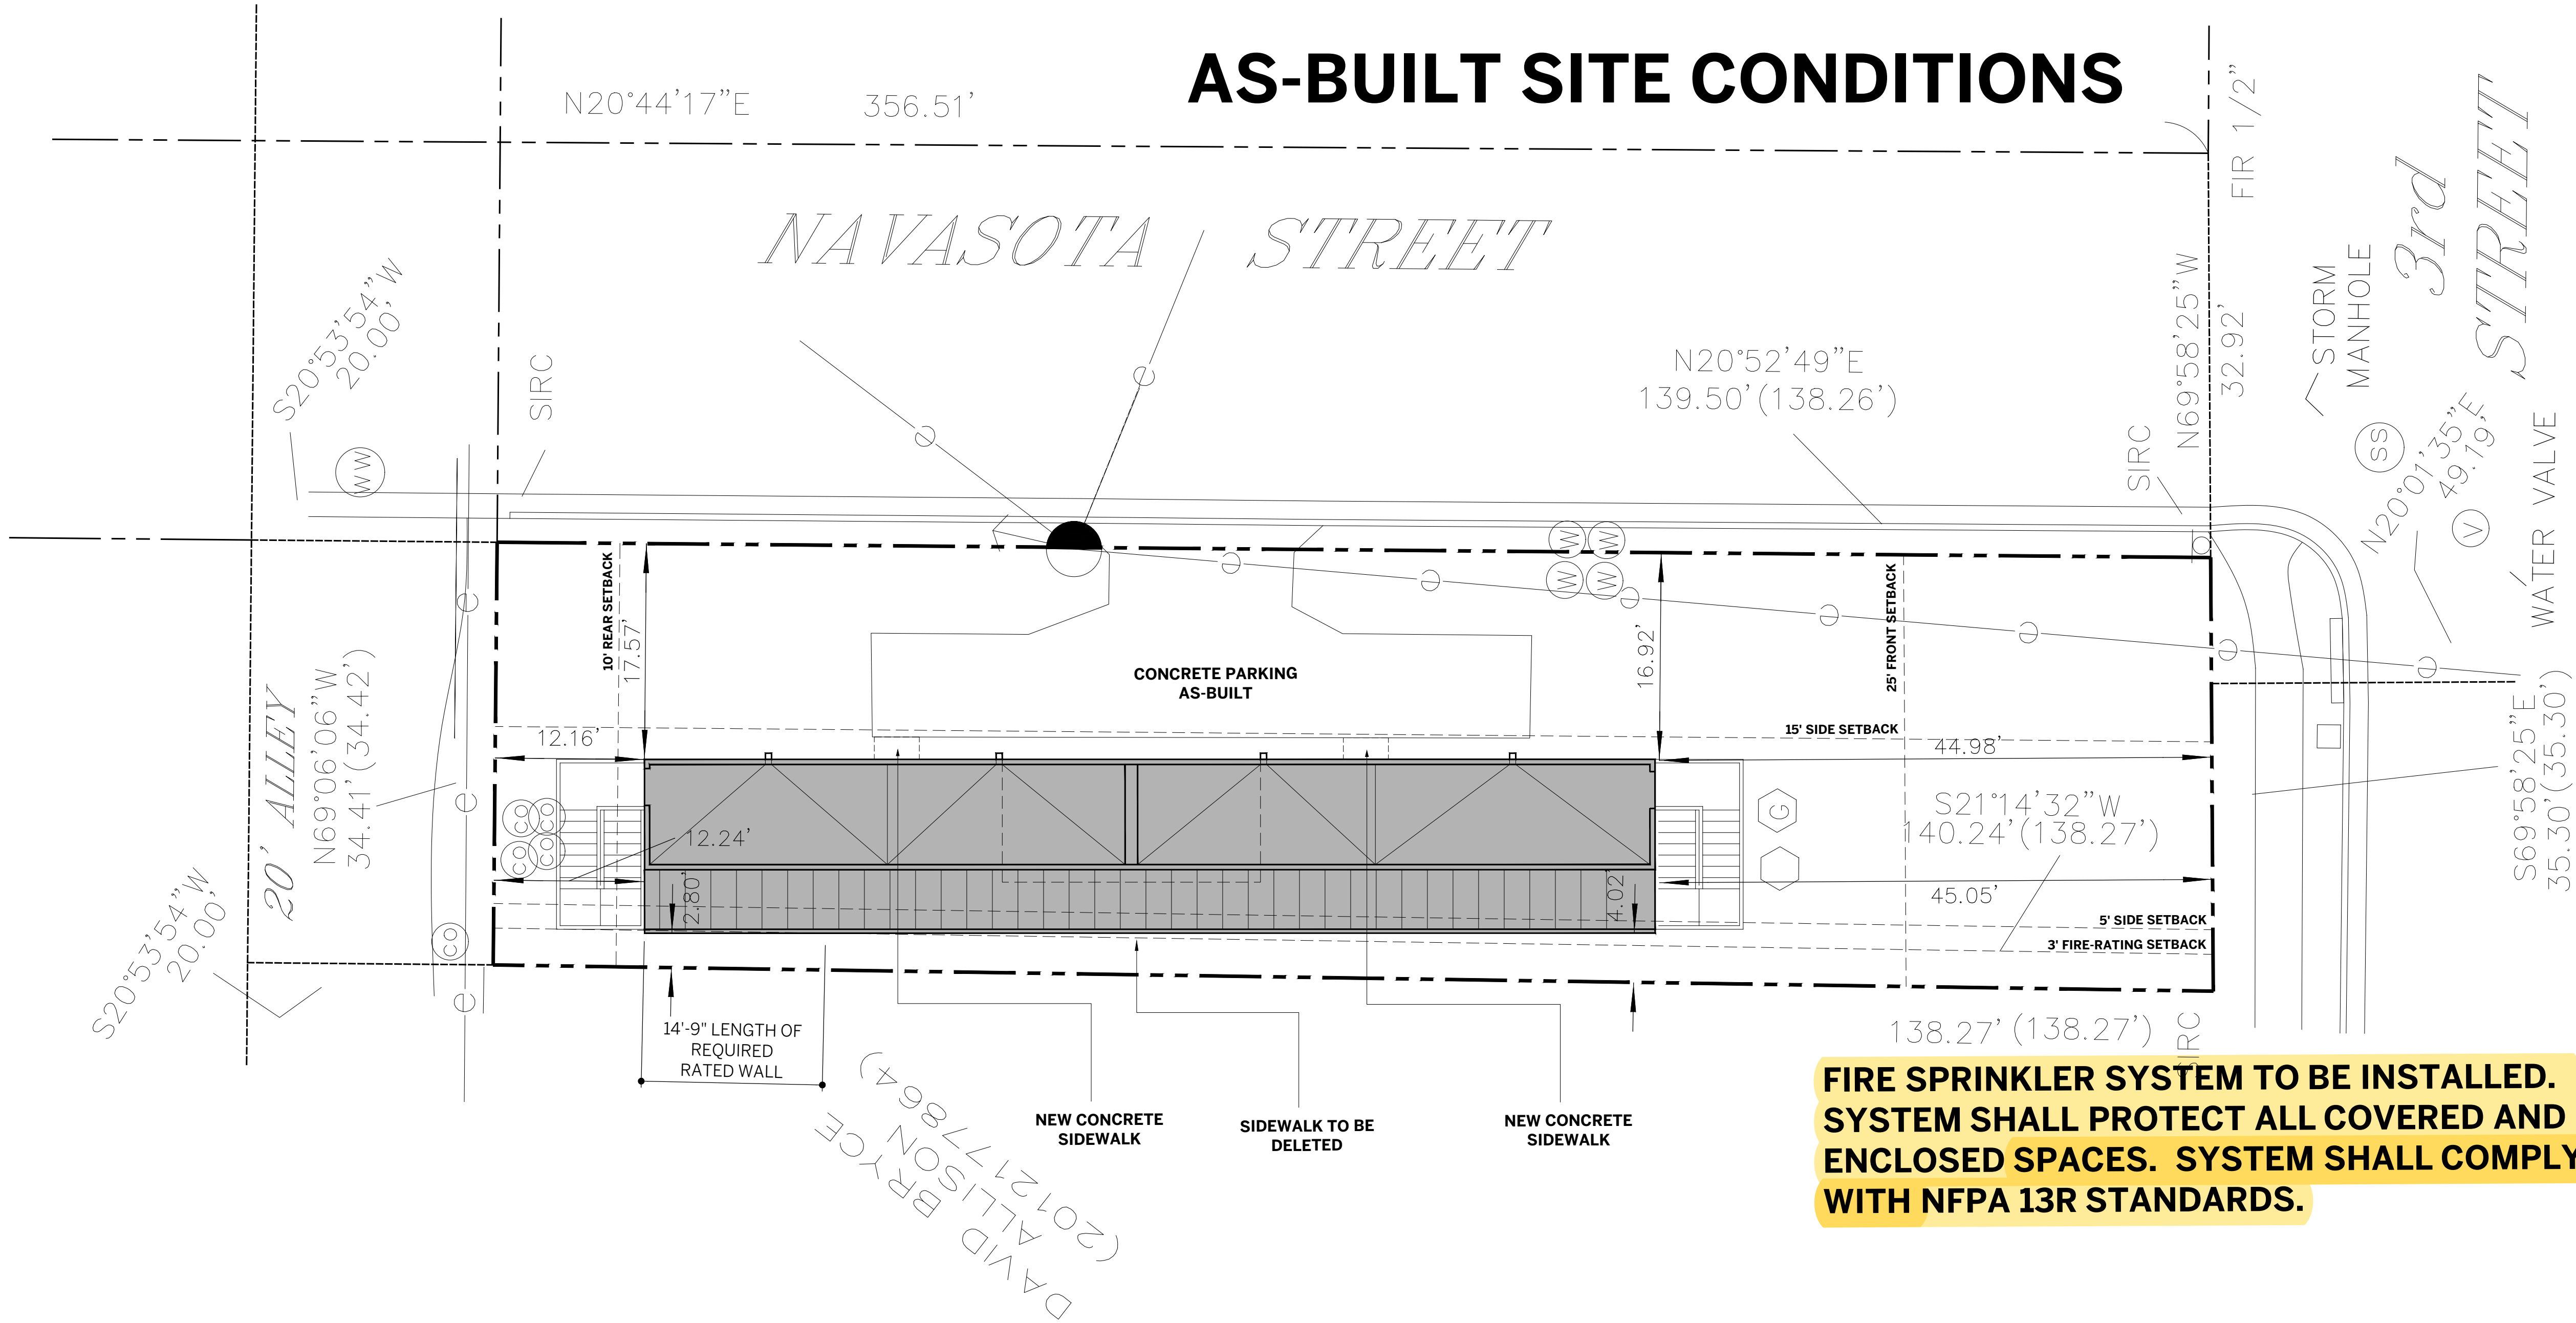 AS-BUILT SITE CONDITIONS
N20°44'17"E 356.51'
FIR 1/2"
3rd
STREET
NAVASOTA STREET
STORM
MANHOLE
N69°58'25"W
32.92'
S20°53'54"W
20.00'
SIRC
N20°52'49"E
139.50'(138.26')
SIRC
WW
SS
N20°01'35"E
49.19'
V
WATER VALVE
e
e
W W
W W
e
e
e
e
e
e
e
e
10' REAR SETBACK
17.57'
16.92'
25' FRONT SETBACK
CONCRETE PARKING
AS-BUILT
20' ALLEY
N69°06'06"W
34.41'(34.42')
12.16'
15' SIDE SETBACK
44.98'
S69°58'25"E
35.30'(35.30')
CO CO
CO CO
12.24'
G
S21°14'32"W
140.24'(138.27')
2.80'
4.02'
45.05'
5' SIDE SETBACK
3' FIRE-RATING SETBACK
e
e
CO
e
S20°53'54"W
20.00'
14'-9" LENGTH OF
REQUIRED
RATED WALL
138.27' (138.27')
SIRC
DAVID BRYCE
ALLISON
(2012177864)
NEW CONCRETE
SIDEWALK
SIDEWALK TO BE
DELETED
NEW CONCRETE
SIDEWALK
FIRE SPRINKLER SYSTEM TO BE INSTALLED.
SYSTEM SHALL PROTECT ALL COVERED AND
ENCLOSED SPACES. SYSTEM SHALL COMPLY
WITH NFPA 13R STANDARDS.